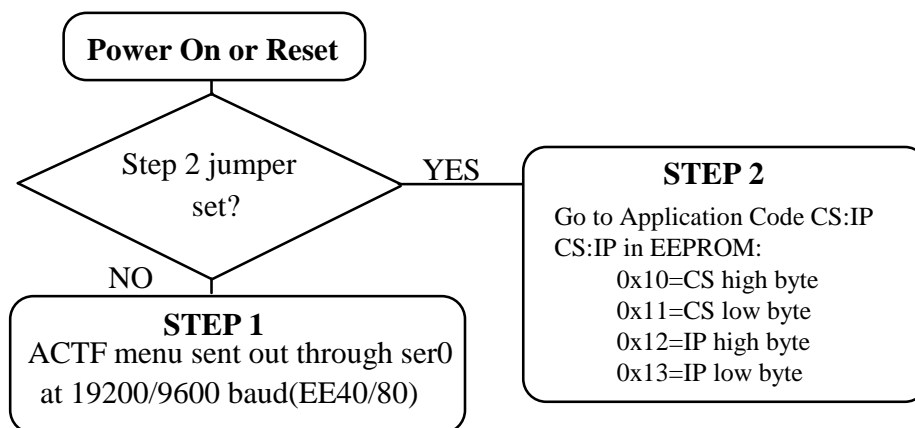 Power On or Reset
Step 2 jumper
set?
YES
NO
STEP 2
Go to Application Code CS:IP
CS:IP in EEPROM:
0x10=CS high byte
0x11=CS low byte
0x12=IP high byte
0x13=IP low byte
STEP 1
ACTF menu sent out through ser0
at 19200/9600 baud(EE40/80)